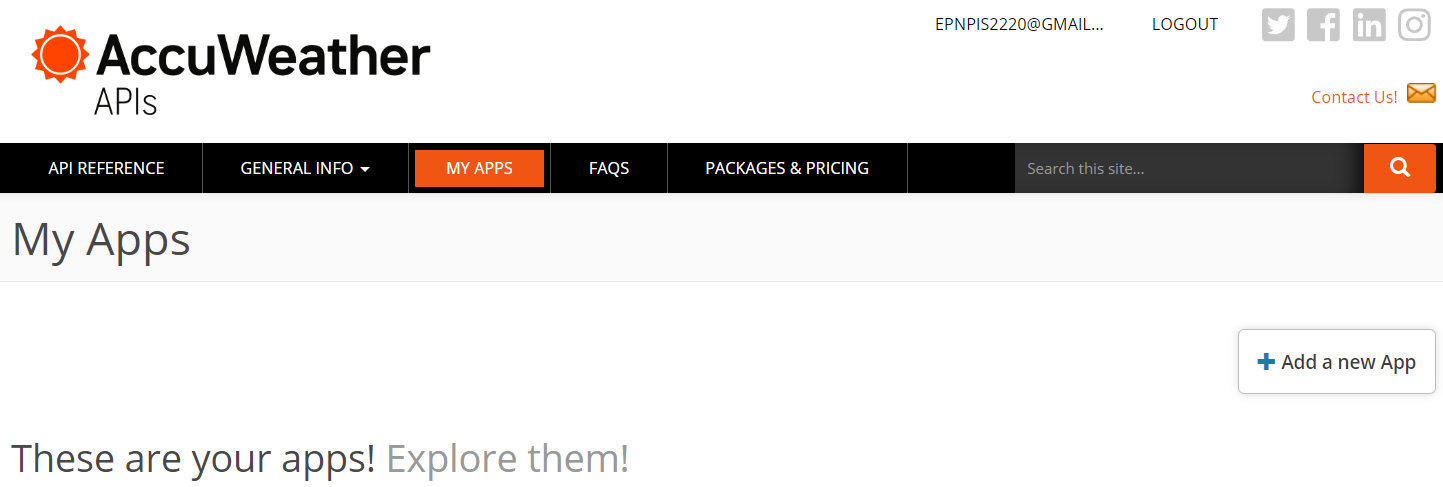 EPNPIS2220@GMAIL... LOGOUT
AccuWeather
APIs
Contact Us!
API REFERENCE GENERAL INFO MY APPS FAQS PACKAGES & PRICING Search this site...
My Apps
Add a new App
These are your apps! Explore them!